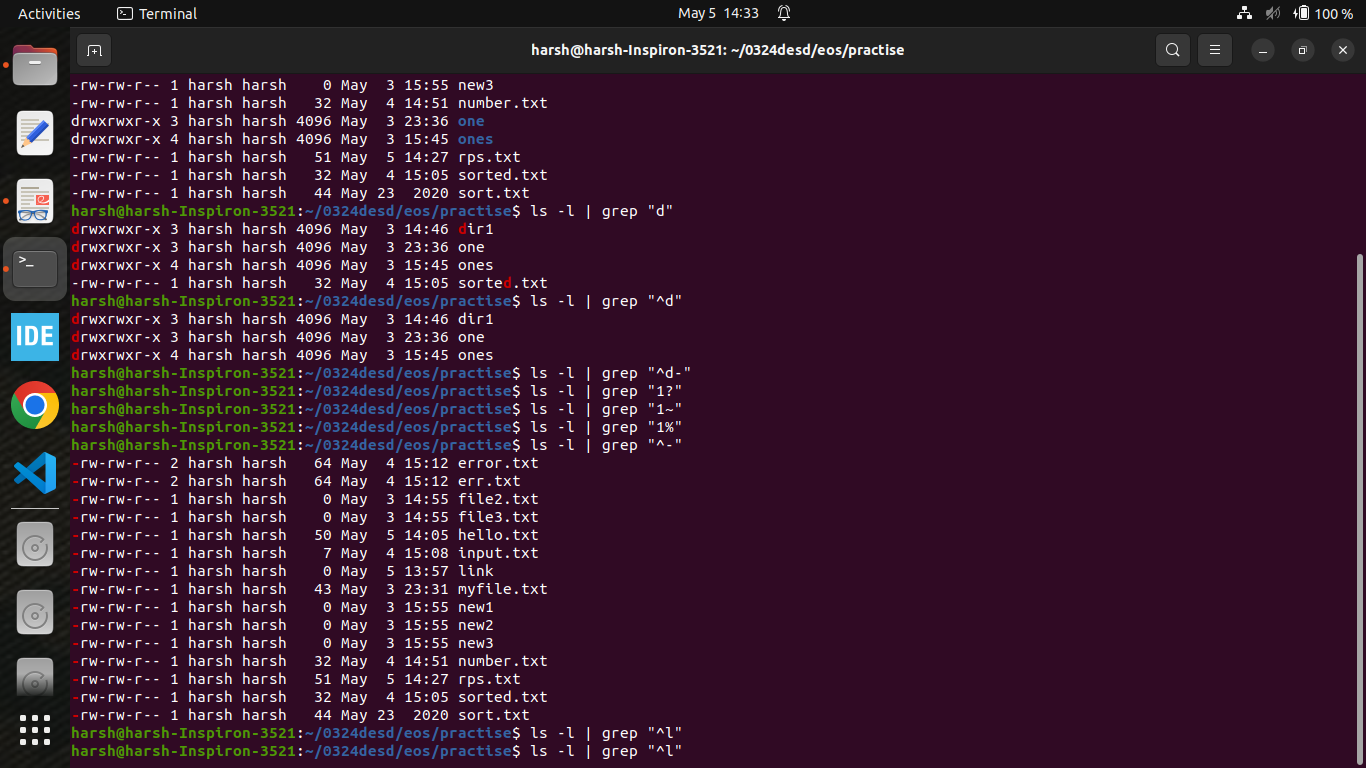 Activities Terminal May 5 14:33 100 %
harsh@harsh-Inspiron-3521: ~/0324desd/eos/practise
-rw-rw-r-- 1 harsh harsh    0 May  3 15:55 new3
-rw-rw-r-- 1 harsh harsh   32 May  4 14:51 number.txt
drwxrwxr-x 3 harsh harsh 4096 May  3 23:36 one
drwxrwxr-x 4 harsh harsh 4096 May  3 15:45 ones
-rw-rw-r-- 1 harsh harsh   51 May  5 14:27 rps.txt
-rw-rw-r-- 1 harsh harsh   32 May  4 15:05 sorted.txt
-rw-rw-r-- 1 harsh harsh   44 May 23  2020 sort.txt
harsh@harsh-Inspiron-3521:~/0324desd/eos/practise$ ls -l | grep "d"
drwxrwxr-x 3 harsh harsh 4096 May  3 14:46 dir1
drwxrwxr-x 3 harsh harsh 4096 May  3 23:36 one
drwxrwxr-x 4 harsh harsh 4096 May  3 15:45 ones
-rw-rw-r-- 1 harsh harsh   32 May  4 15:05 sorted.txt
harsh@harsh-Inspiron-3521:~/0324desd/eos/practise$ ls -l | grep "^d"
drwxrwxr-x 3 harsh harsh 4096 May  3 14:46 dir1
drwxrwxr-x 3 harsh harsh 4096 May  3 23:36 one
drwxrwxr-x 4 harsh harsh 4096 May  3 15:45 ones
harsh@harsh-Inspiron-3521:~/0324desd/eos/practise$ ls -l | grep "^d-"
harsh@harsh-Inspiron-3521:~/0324desd/eos/practise$ ls -l | grep "1?"
harsh@harsh-Inspiron-3521:~/0324desd/eos/practise$ ls -l | grep "1~"
harsh@harsh-Inspiron-3521:~/0324desd/eos/practise$ ls -l | grep "1%"
harsh@harsh-Inspiron-3521:~/0324desd/eos/practise$ ls -l | grep "^-"
-rw-rw-r-- 2 harsh harsh   64 May  4 15:12 error.txt
-rw-rw-r-- 2 harsh harsh   64 May  4 15:12 err.txt
-rw-rw-r-- 1 harsh harsh    0 May  3 14:55 file2.txt
-rw-rw-r-- 1 harsh harsh    0 May  3 14:55 file3.txt
-rw-rw-r-- 1 harsh harsh   50 May  5 14:05 hello.txt
-rw-rw-r-- 1 harsh harsh    7 May  4 15:08 input.txt
-rw-rw-r-- 1 harsh harsh    0 May  5 13:57 link
-rw-rw-r-- 1 harsh harsh   43 May  3 23:31 myfile.txt
-rw-rw-r-- 1 harsh harsh    0 May  3 15:55 new1
-rw-rw-r-- 1 harsh harsh    0 May  3 15:55 new2
-rw-rw-r-- 1 harsh harsh    0 May  3 15:55 new3
-rw-rw-r-- 1 harsh harsh   32 May  4 14:51 number.txt
-rw-rw-r-- 1 harsh harsh   51 May  5 14:27 rps.txt
-rw-rw-r-- 1 harsh harsh   32 May  4 15:05 sorted.txt
-rw-rw-r-- 1 harsh harsh   44 May 23  2020 sort.txt
harsh@harsh-Inspiron-3521:~/0324desd/eos/practise$ ls -l | grep "^l"
harsh@harsh-Inspiron-3521:~/0324desd/eos/practise$ ls -l | grep "^l"
>_
IDE